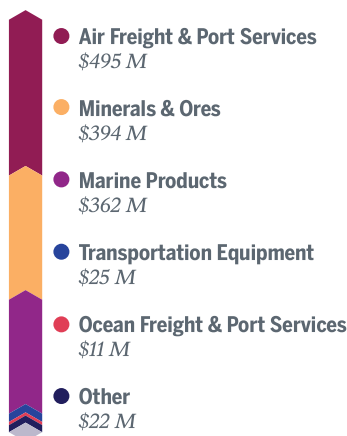 Air Freight & Port Services
$495 M
Minerals & Ores
$394 M
Marine Products
$362 M
Transportation Equipment
$25 M
Ocean Freight & Port Services
$11 M
Other
$22 M